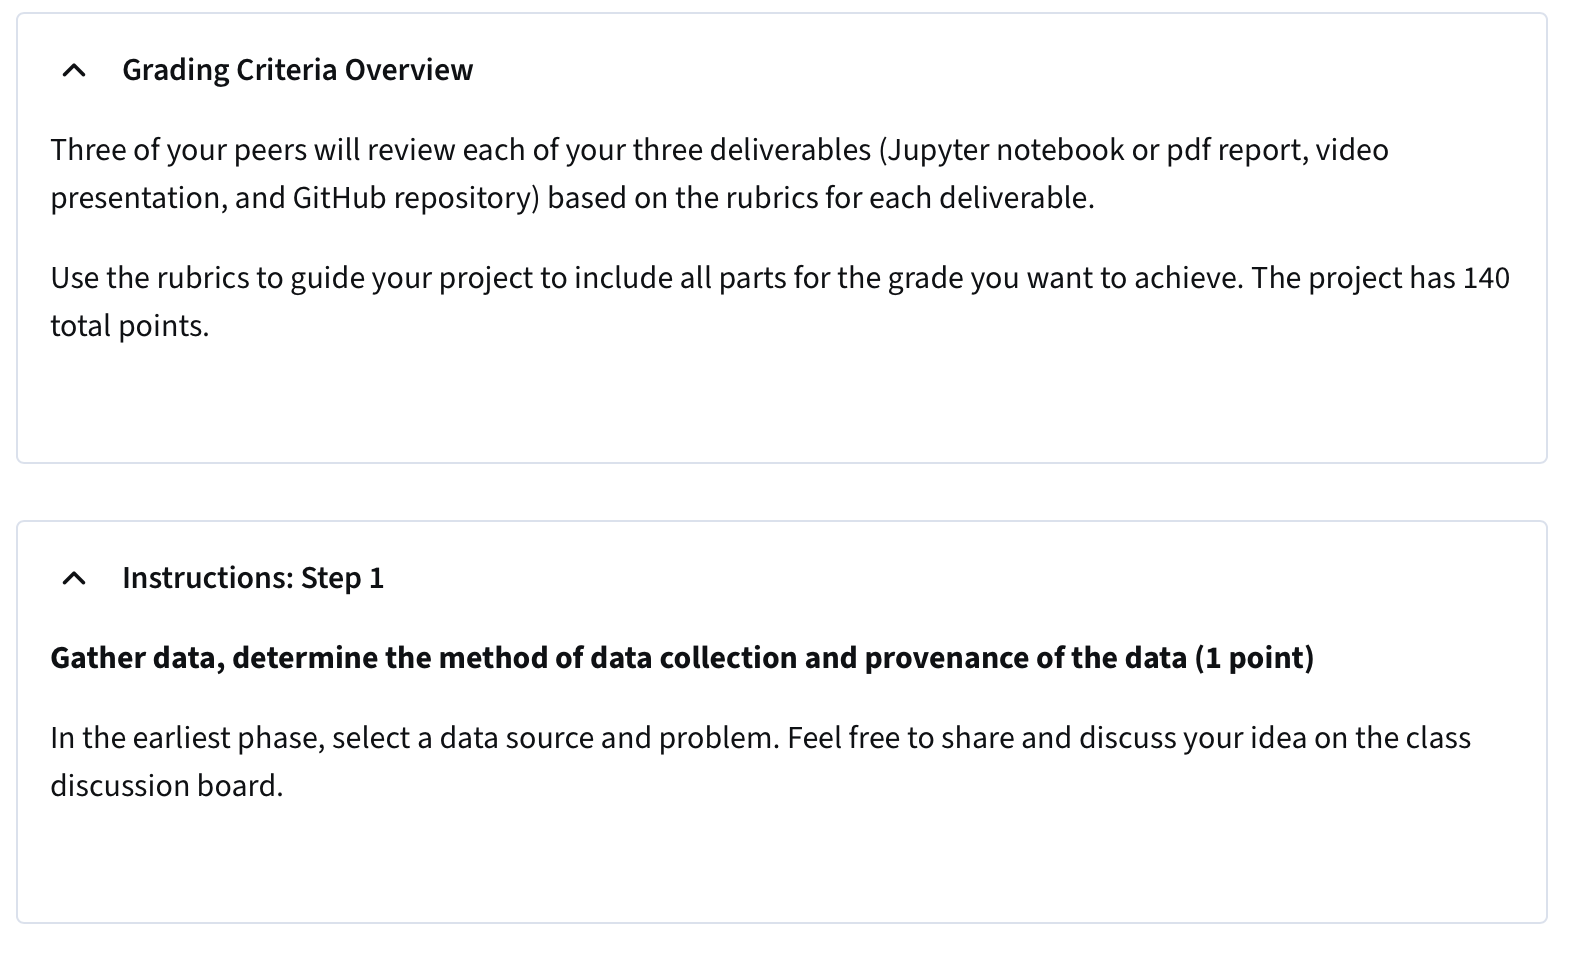 Grading Criteria Overview
Three of your peers will review each of your three deliverables (Jupyter notebook or pdf report, video
presentation, and GitHub repository) based on the rubrics for each deliverable.
Use the rubrics to guide your project to include all parts for the grade you want to achieve. The project has 140
total points.
Instructions: Step 1
Gather data, determine the method of data collection and provenance of the data (1 point)
In the earliest phase, select a data source and problem. Feel free to share and discuss your idea on the class
discussion board.